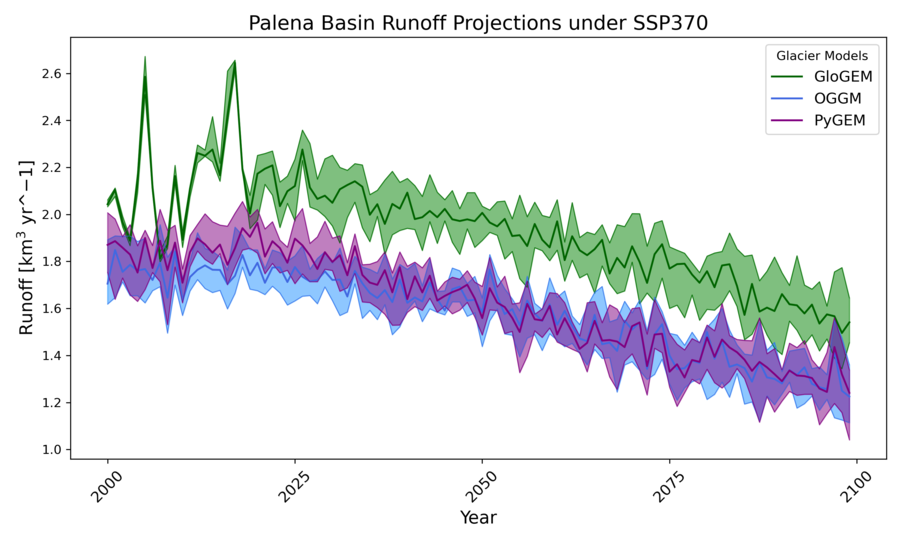 Palena Basin Runoff Projections under SSP370
Glacier Models
GloGEM
OGGM
PyGEM
Runoff [km³ yr^−1]
2.6
2.4
2.2
2.0
1.8
1.6
1.4
1.2
1.0
2000
2025
2050
2075
2100
Year